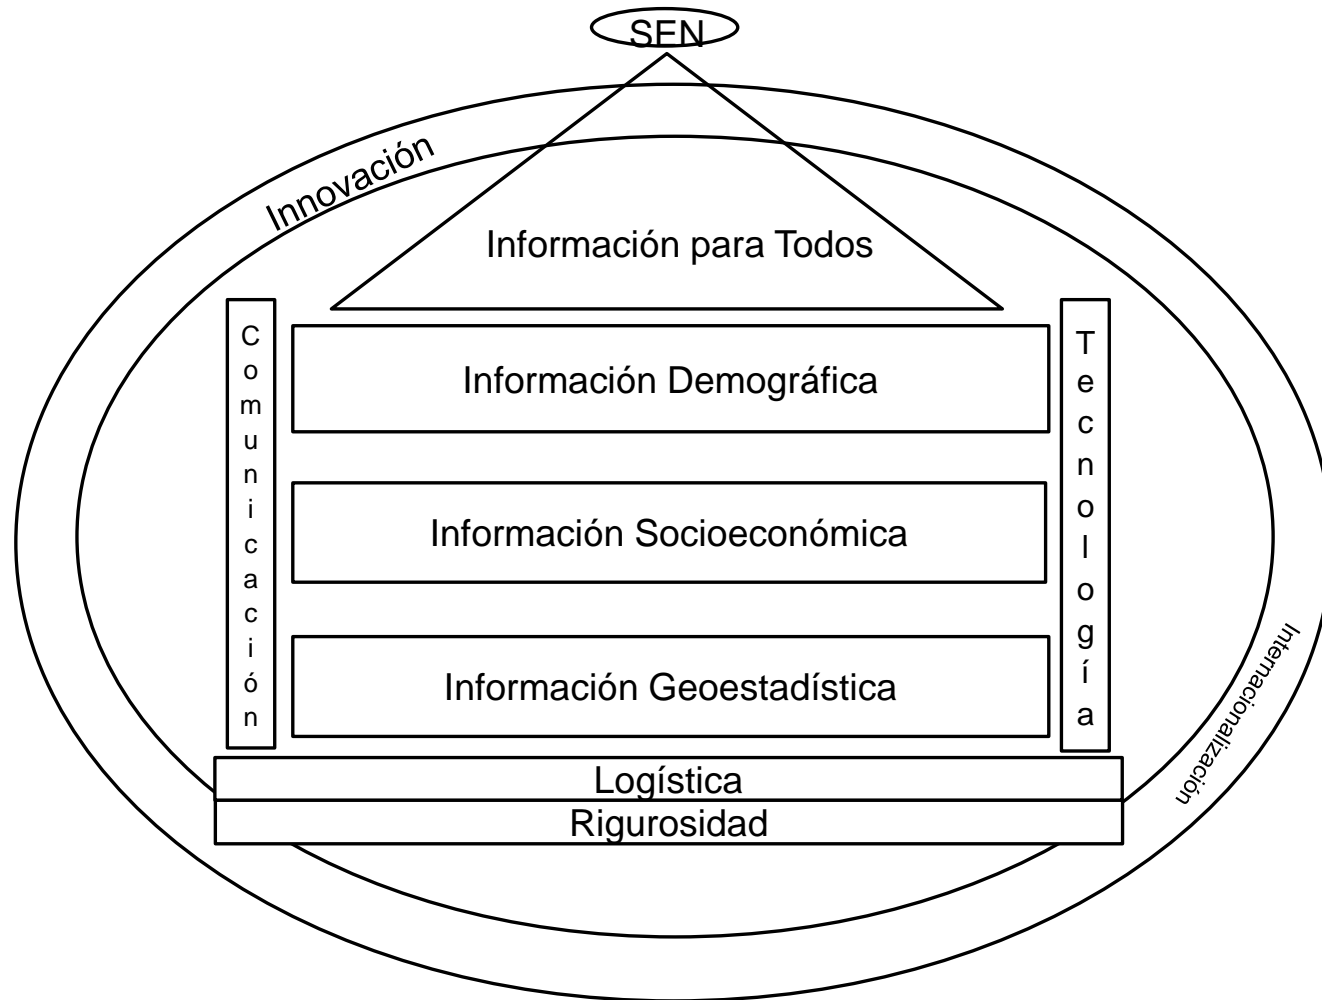 SEN
Innovación
Información para Todos
Comunicación
Información Demográfica
Tecnología
Información Socioeconómica
Información Geoestadística
Internacionalización
Logística
Rigurosidad